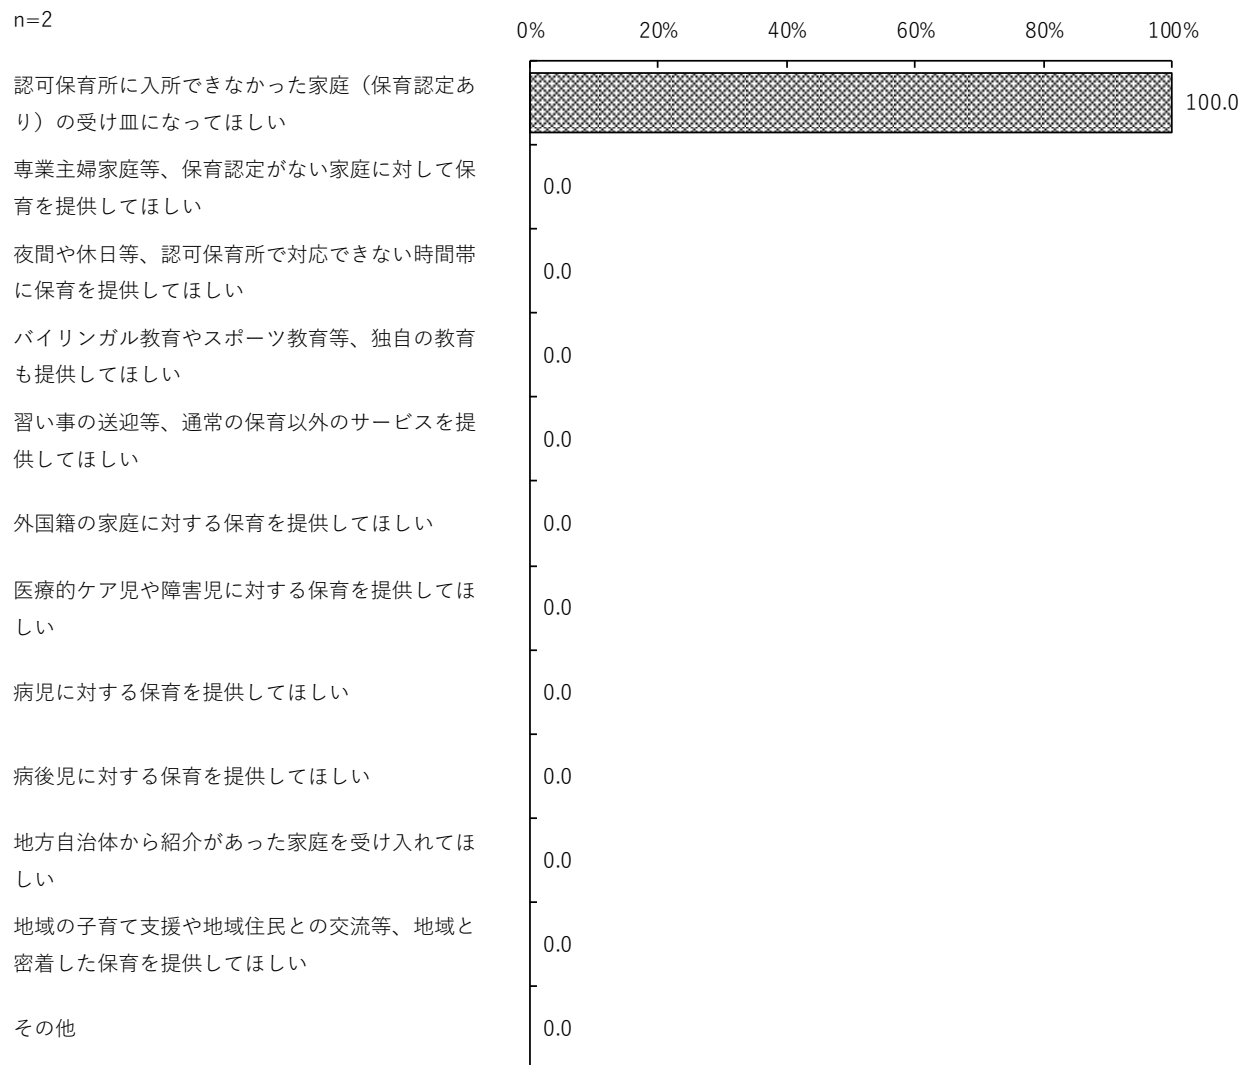 n=2
0% 20% 40% 60% 80% 100%
認可保育所に入所できなかった家庭（保育認定あ
り）の受け皿になってほしい
100.0
専業主婦家庭等、保育認定がない家庭に対して保
育を提供してほしい
0.0
夜間や休日等、認可保育所で対応できない時間帯
に保育を提供してほしい
0.0
バイリンガル教育やスポーツ教育等、独自の教育
も提供してほしい
0.0
習い事の送迎等、通常の保育以外のサービスを提
供してほしい
0.0
外国籍の家庭に対する保育を提供してほしい
0.0
医療的ケア児や障害児に対する保育を提供してほ
しい
0.0
病児に対する保育を提供してほしい
0.0
病後児に対する保育を提供してほしい
0.0
地方自治体から紹介があった家庭を受け入れてほ
しい
0.0
地域の子育て支援や地域住民との交流等、地域と
密着した保育を提供してほしい
0.0
その他
0.0